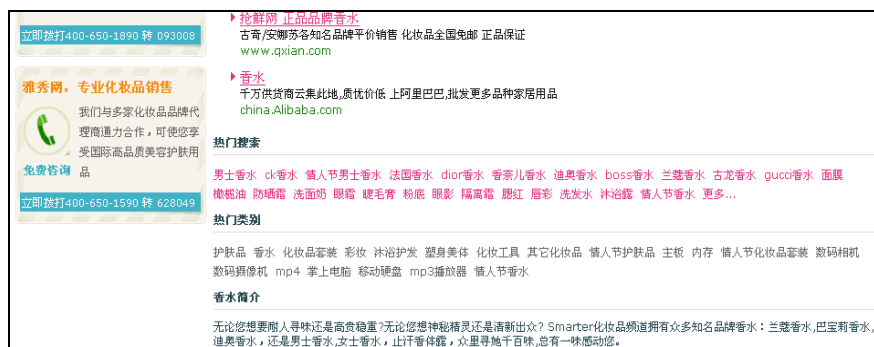 立即拨打400-650-1890 转 093008
雅秀网，专业化妆品销售
我们与多家化妆品品牌代
理商通力合作，可使您享
受国际高品质美容护肤用
品
免费咨询
立即拨打400-650-1590 转 628049
抢鲜网 正品品牌香水
古奇/安娜苏各知名品牌平价销售 化妆品全国免邮 正品保证
www.qxian.com
香水
千万供货商云集此地,质优价低 上阿里巴巴,批发更多品种家居用品
china.Alibaba.com
热门搜索
男士香水 ck香水 情人节男士香水 法国香水 dior香水 香奈儿香水 迪奥香水 boss香水 兰蔻香水 古龙香水 gucci香水 面膜
橄榄油 防晒霜 洗面奶 眼霜 睫毛膏 粉底 眼影 隔离霜 腮红 唇彩 洗发水 沐浴露 情人节香水 更多...
热门类别
护肤品 香水 化妆品套装 彩妆 沐浴护发 塑身美体 化妆工具 其它化妆品 情人节护肤品 主板 内存 情人节化妆品套装 数码相机
数码摄像机 mp4 掌上电脑 移动硬盘 mp3播放器 情人节香水
香水简介
无论您想要耐人寻味还是高贵稳重?无论您想神秘精灵还是清新出众? Smarter化妆品频道拥有众多知名品牌香水：兰蔻香水,巴宝莉香水,
迪奥香水，还是男士香水,女士香水，止汗香体露，众里寻她千百味,总有一味感动您。